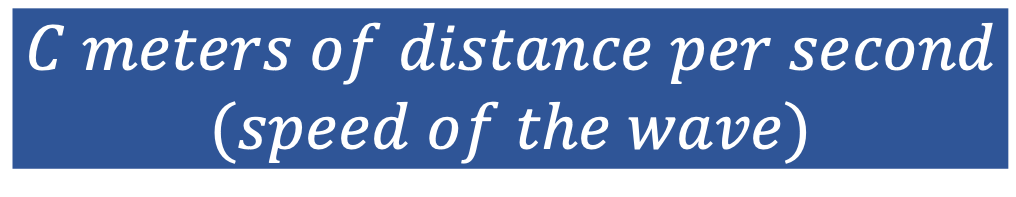 C meters of distance per second
(speed of the wave)